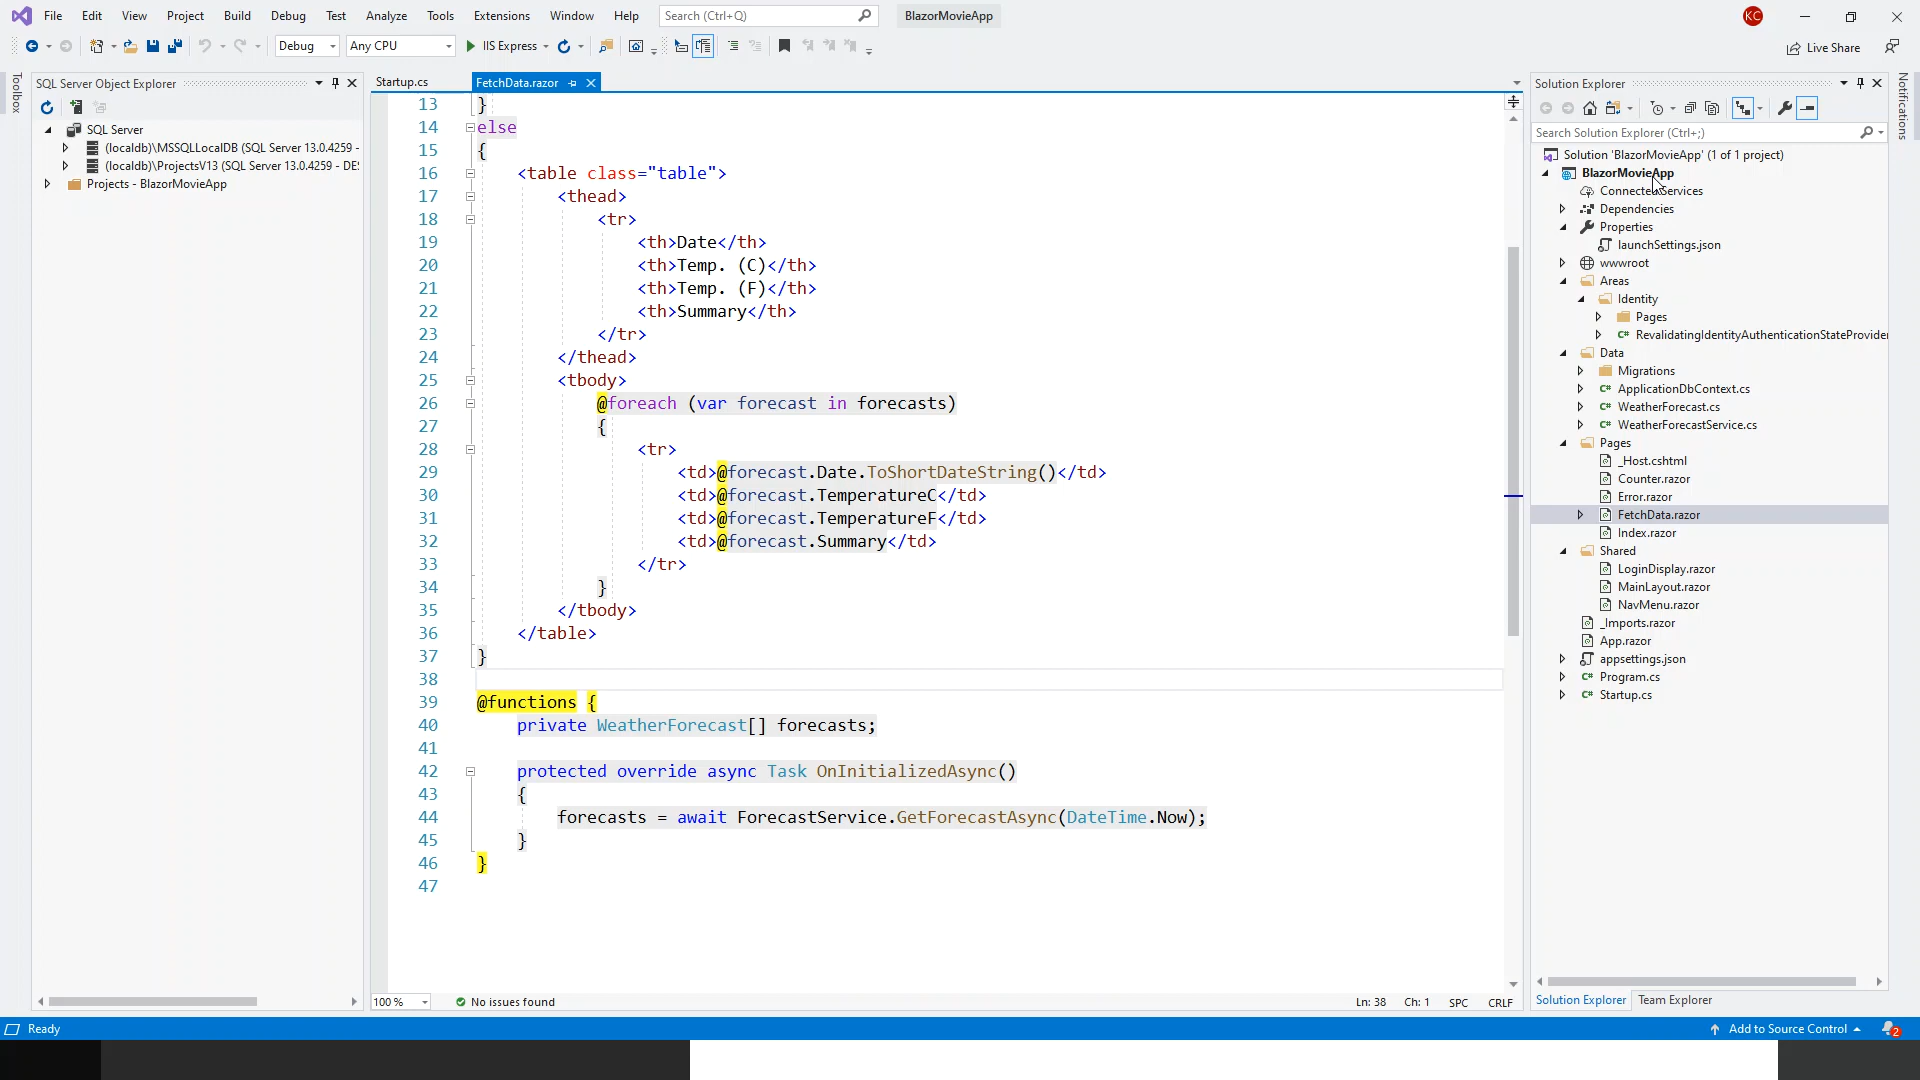 File Edit View Project Build Debug Test Analyze Tools Extensions Window Help Search (Ctrl+Q) BlazorMovieApp KC
Debug Any CPU IIS Express Live Share
Toolbox
SQL Server Object Explorer
SQL Server
(localdb)\MSSQLLocalDB (SQL Server 13.0.4259 -
(localdb)\ProjectsV13 (SQL Server 13.0.4259 - DES
Projects - BlazorMovieApp
Startup.cs FetchData.razor
13 }
14 else
15 {
16 <table class="table">
17 <thead>
18 <tr>
19 <th>Date</th>
20 <th>Temp. (C)</th>
21 <th>Temp. (F)</th>
22 <th>Summary</th>
23 </tr>
24 </thead>
25 <tbody>
26 @foreach (var forecast in forecasts)
27 {
28 <tr>
29 <td>@forecast.Date.ToShortDateString()</td>
30 <td>@forecast.TemperatureC</td>
31 <td>@forecast.TemperatureF</td>
32 <td>@forecast.Summary</td>
33 </tr>
34 }
35 </tbody>
36 </table>
37 }
38
39 @functions {
40 private WeatherForecast[] forecasts;
41
42 protected override async Task OnInitializedAsync()
43 {
44 forecasts = await ForecastService.GetForecastAsync(DateTime.Now);
45 }
46 }
47
100 % No issues found Ln: 38 Ch: 1 SPC CRLF
Solution Explorer
Search Solution Explorer (Ctrl+;)
Solution 'BlazorMovieApp' (1 of 1 project)
BlazorMovieApp
Connected Services
Dependencies
Properties
launchSettings.json
wwwroot
Areas
Identity
Pages
C# RevalidatingIdentityAuthenticationStateProvider
Data
Migrations
C# ApplicationDbContext.cs
C# WeatherForecast.cs
C# WeatherForecastService.cs
Pages
_Host.cshtml
Counter.razor
Error.razor
FetchData.razor
Index.razor
Shared
LoginDisplay.razor
MainLayout.razor
NavMenu.razor
_Imports.razor
App.razor
appsettings.json
C# Program.cs
C# Startup.cs
Solution Explorer Team Explorer
Notifications
Ready Add to Source Control 2